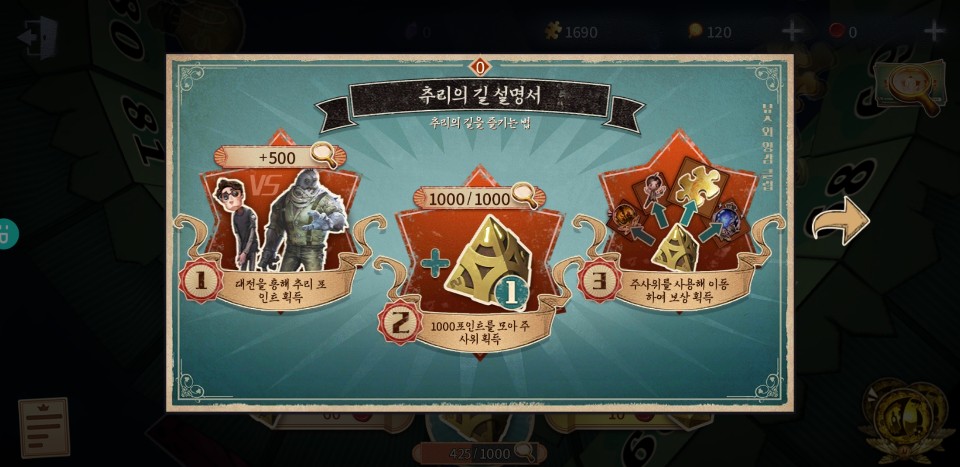 0
1690
120
0
0
추리의 길 설명서
추리의 길을 즐기는 법
+500
VS
1
대전을 통해 추리 포
인트 획득
1000/1000
1
2
1000포인트를 모아 주
사위 획득
3
주사위를 사용해 이동
하여 보상 획득
425/1000